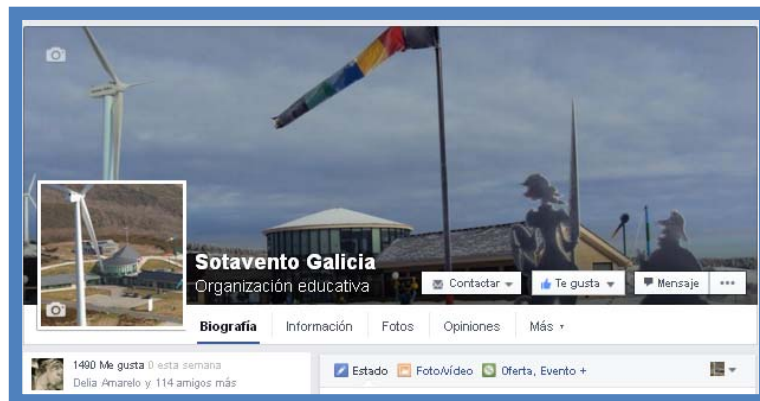 Sotavento Galicia
Organización educativa
Contactar
Te gusta
Mensaje
Biografía Información Fotos Opiniones Más
1490 Me gusta 0 esta semana
Delia Amarelo y 114 amigos más
Estado Foto/vídeo Oferta, Evento +